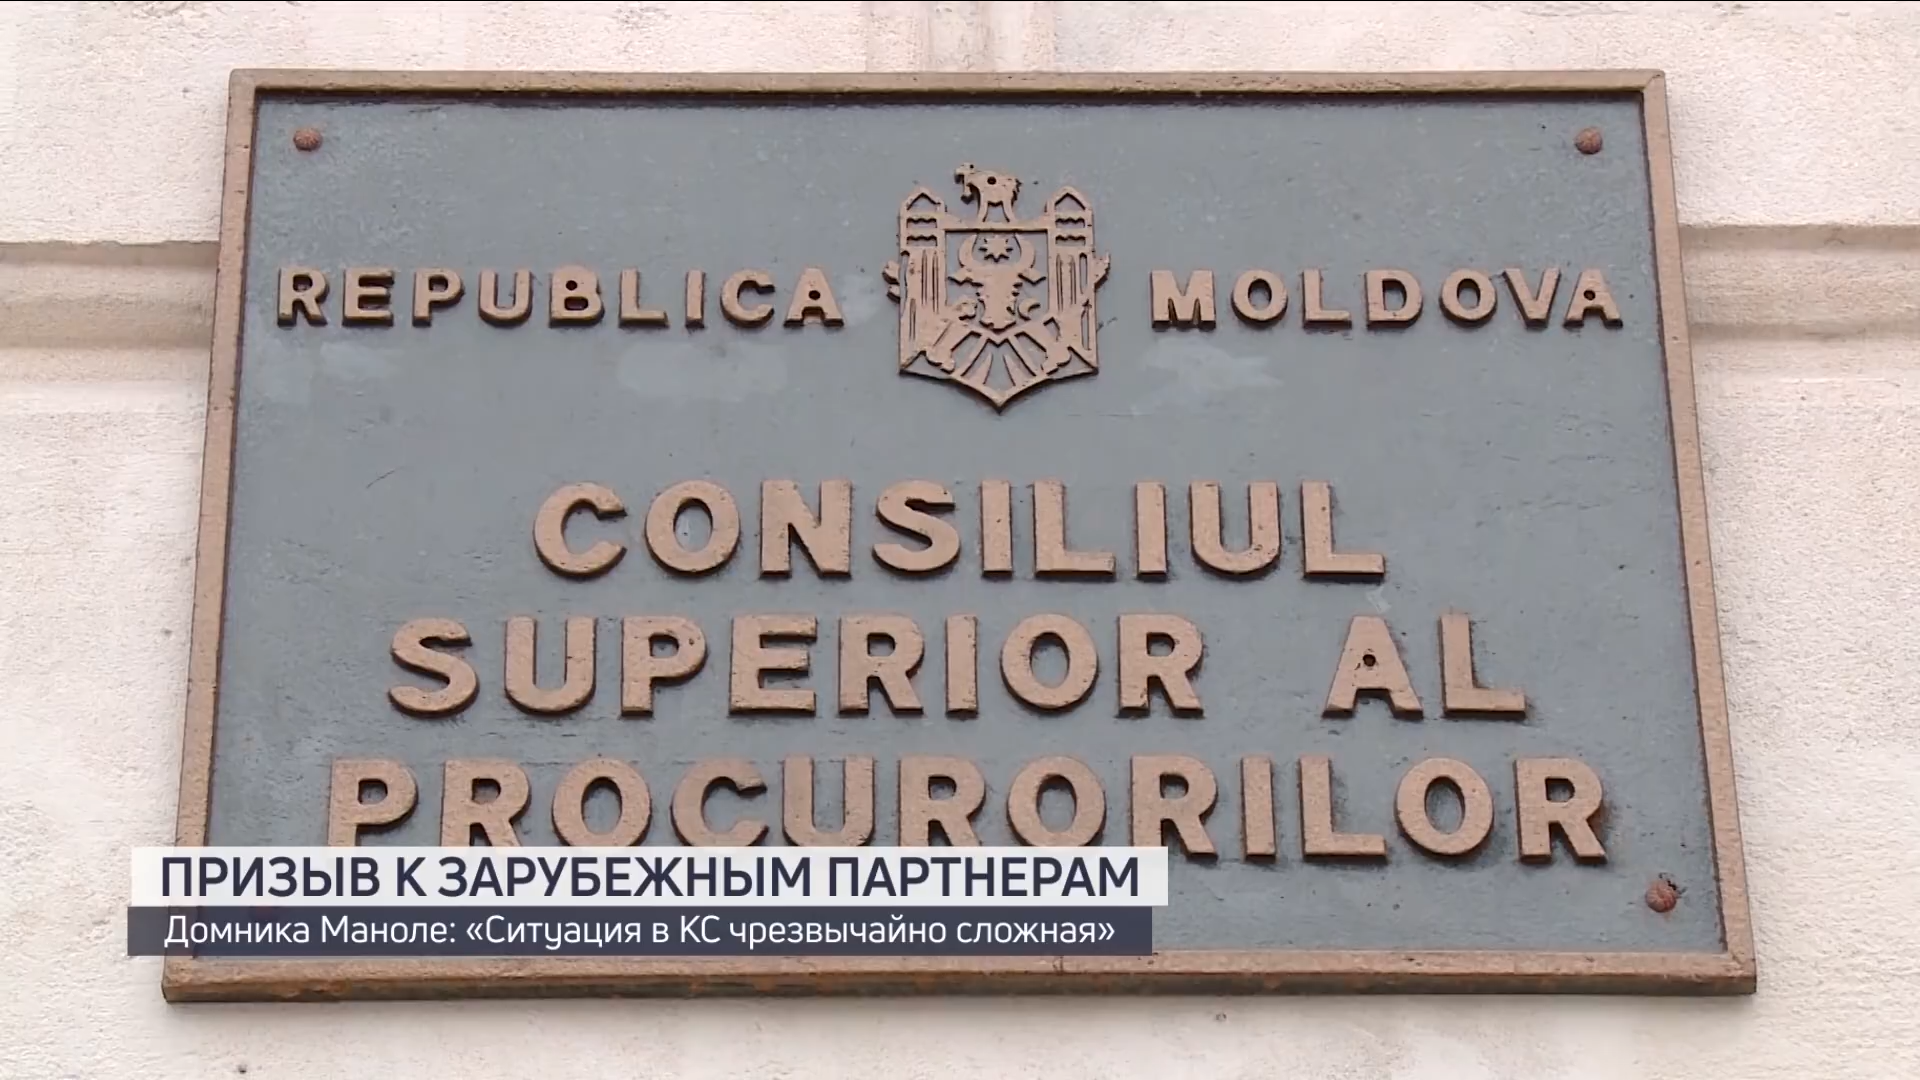 REPUBLICA MOLDOVA
CONSILIUL
SUPERIOR AL
PROCURORILOR
ПРИЗЫВ К ЗАРУБЕЖНЫМ ПАРТНЕРАМ
Домника Маноле: «Ситуация в КС чрезвычайно сложная»